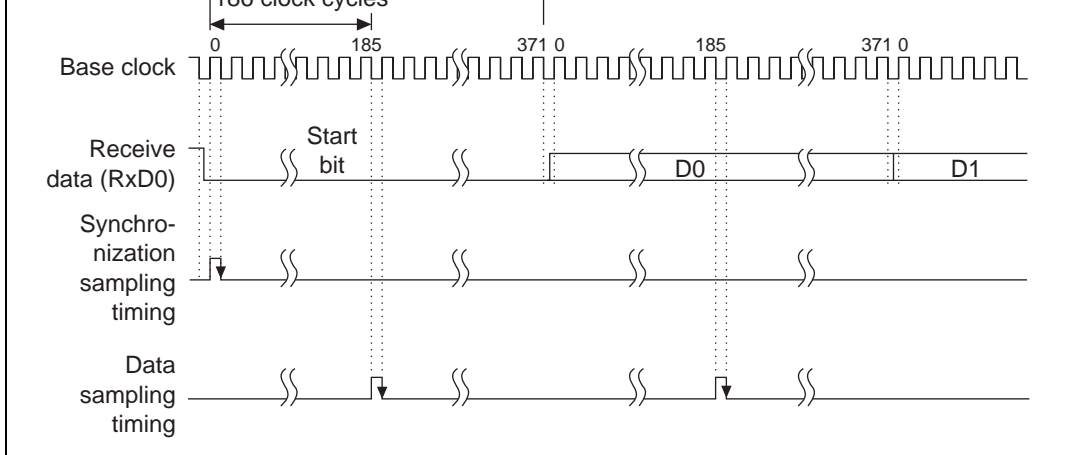 186 clock cycles
0 185 371 0 185 371 0
Base clock
Receive
data (RxD0)
Start
bit
D0
D1
Synchro-
nization
sampling
timing
Data
sampling
timing